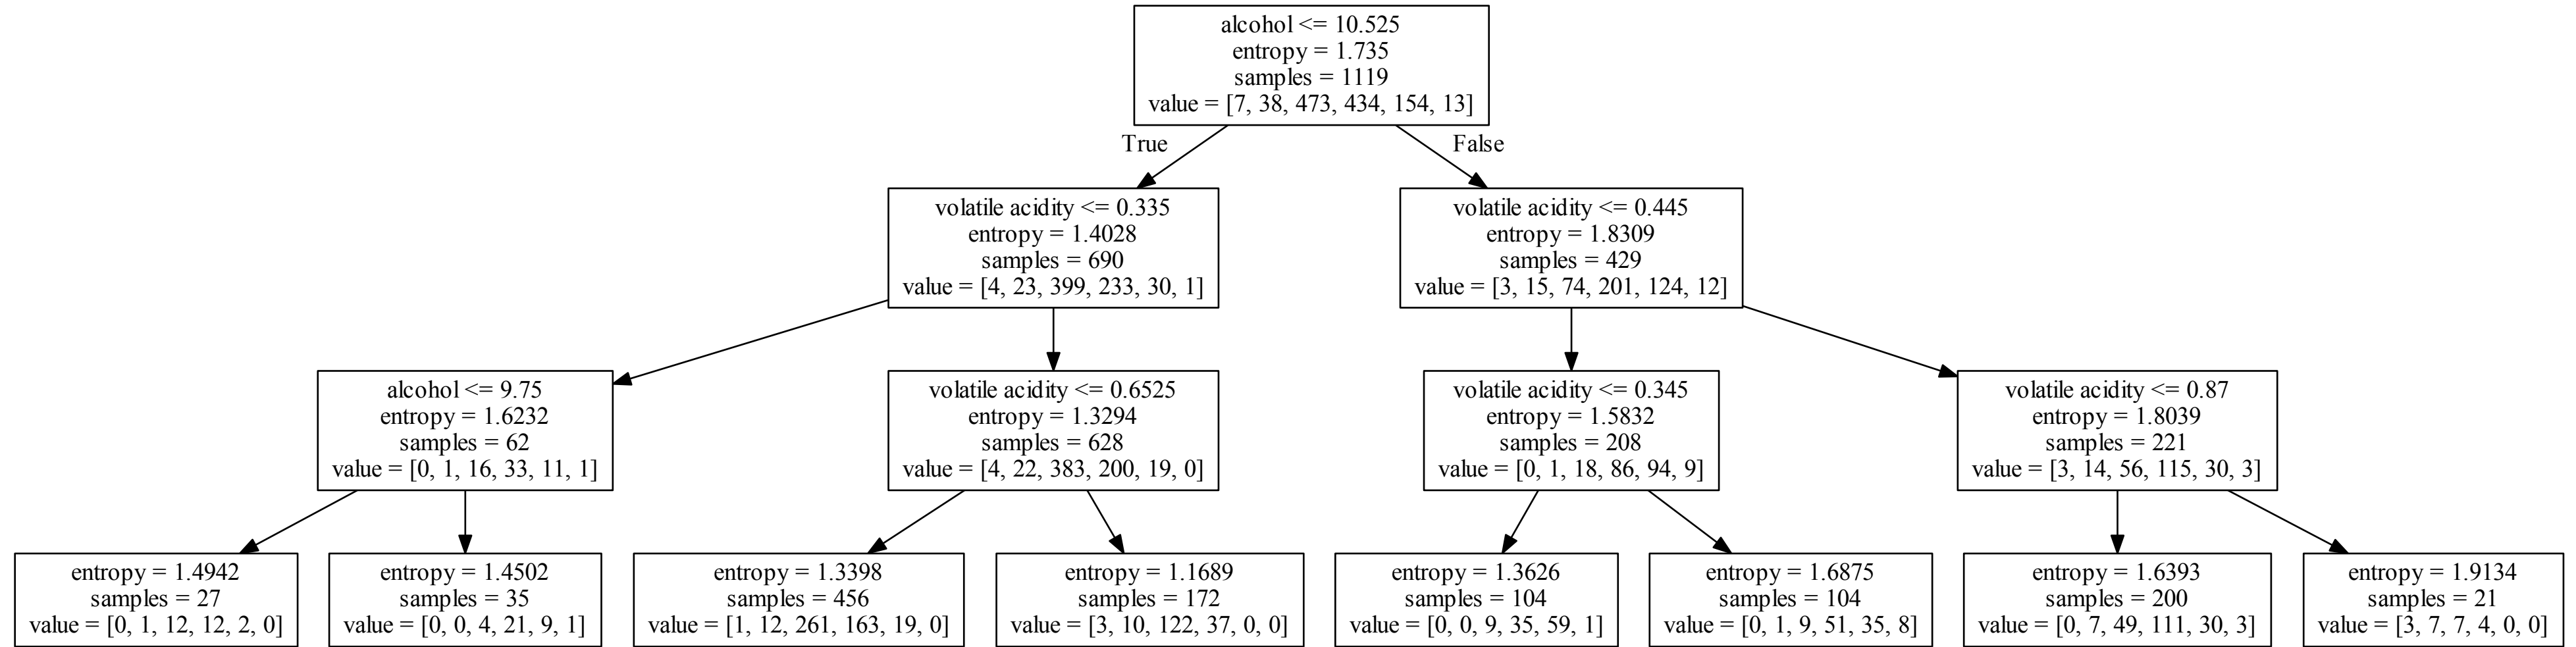 alcohol <= 10.525
entropy = 1.735
samples = 1119
value = [7, 38, 473, 434, 154, 13]
True
False
volatile acidity <= 0.335
entropy = 1.4028
samples = 690
value = [4, 23, 399, 233, 30, 1]
volatile acidity <= 0.445
entropy = 1.8309
samples = 429
value = [3, 15, 74, 201, 124, 12]
alcohol <= 9.75
entropy = 1.6232
samples = 62
value = [0, 1, 16, 33, 11, 1]
volatile acidity <= 0.6525
entropy = 1.3294
samples = 628
value = [4, 22, 383, 200, 19, 0]
volatile acidity <= 0.345
entropy = 1.5832
samples = 208
value = [0, 1, 18, 86, 94, 9]
volatile acidity <= 0.87
entropy = 1.8039
samples = 221
value = [3, 14, 56, 115, 30, 3]
entropy = 1.4942
samples = 27
value = [0, 1, 12, 12, 2, 0]
entropy = 1.4502
samples = 35
value = [0, 0, 4, 21, 9, 1]
entropy = 1.3398
samples = 456
value = [1, 12, 261, 163, 19, 0]
entropy = 1.1689
samples = 172
value = [3, 10, 122, 37, 0, 0]
entropy = 1.3626
samples = 104
value = [0, 0, 9, 35, 59, 1]
entropy = 1.6875
samples = 104
value = [0, 1, 9, 51, 35, 8]
entropy = 1.6393
samples = 200
value = [0, 7, 49, 111, 30, 3]
entropy = 1.9134
samples = 21
value = [3, 7, 7, 4, 0, 0]